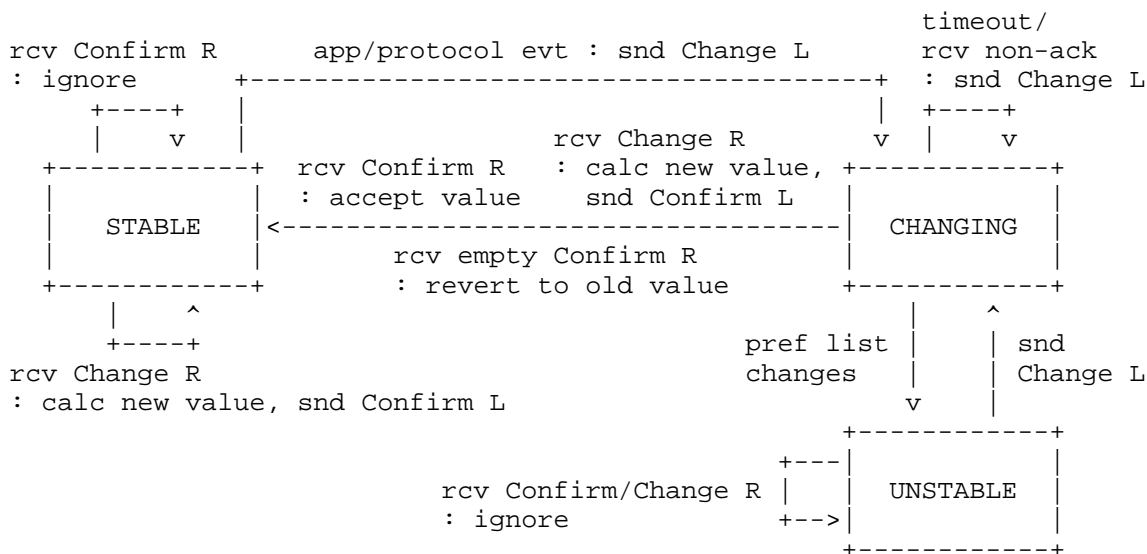 timeout/
rcv Confirm R app/protocol evt : snd Change L rcv non-ack
: ignore : snd Change L
rcv Change R
rcv Confirm R : calc new value,
: accept value snd Confirm L
STABLE CHANGING
rcv empty Confirm R
: revert to old value
pref list snd
rcv Change R changes Change L
: calc new value, snd Confirm L
rcv Confirm/Change R UNSTABLE
: ignore